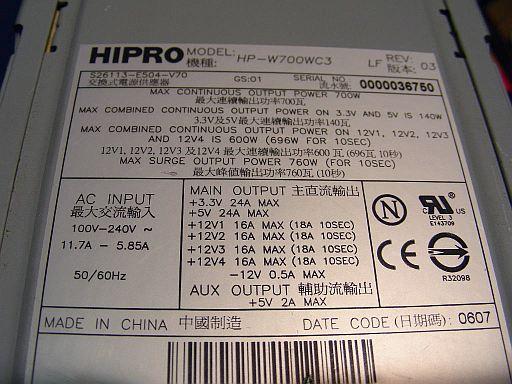 HIPRO MODEL: HP-W700WC3 LF REV: 03
機種: 版本:
S26113-E504-V70 GS:01 SERIAL NO 0000036750
交換式電源供應器 流水號:
MAX CONTINUOUS OUTPUT POWER 700W
最大連續輸出功率700瓦
MAX COMBINED CONTINUOUS OUTPUT POWER ON 3.3V AND 5V IS 140W
3.3V及5V最大連續輸出功率140瓦
MAX COMBINED CONTINUOUS OUTPUT POWER ON 12V1, 12V2, 12V3
AND 12V4 IS 600W (696W FOR 10SEC)
12V1, 12V2, 12V3 及12V4 最大連續輸出功率600 瓦 (696瓦 10秒)
MAX SURGE OUTPUT POWER 760W (FOR 10SEC)
最大峰值輸出功率760瓦 (10秒)
AC INPUT
最大交流輸入
100V-240V ~
11.7A - 5.85A
50/60Hz
MAIN OUTPUT 主直流輸出
+3.3V 24A MAX
+5V 24A MAX
+12V1 16A MAX (18A 10SEC)
+12V2 16A MAX (18A 10SEC)
+12V3 16A MAX (18A 10SEC)
+12V4 16A MAX (18A 10SEC)
-12V 0.5A MAX
AUX OUTPUT 輔助流輸出
+5V 2A MAX
N
c UL US
LEVEL 3
E143709
CE
R32098
MADE IN CHINA 中國制造 DATE CODE (日期碼): 0607